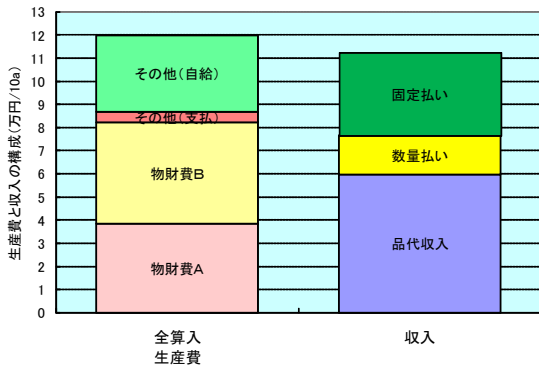 生産費と収入の構成(万円/10a)
13
12
11
10
9
8
7
6
5
4
3
2
1
0
その他(自給)
その他(支払)
物財費B
物財費A
固定払い
数量払い
品代収入
全算入
生産費
収入